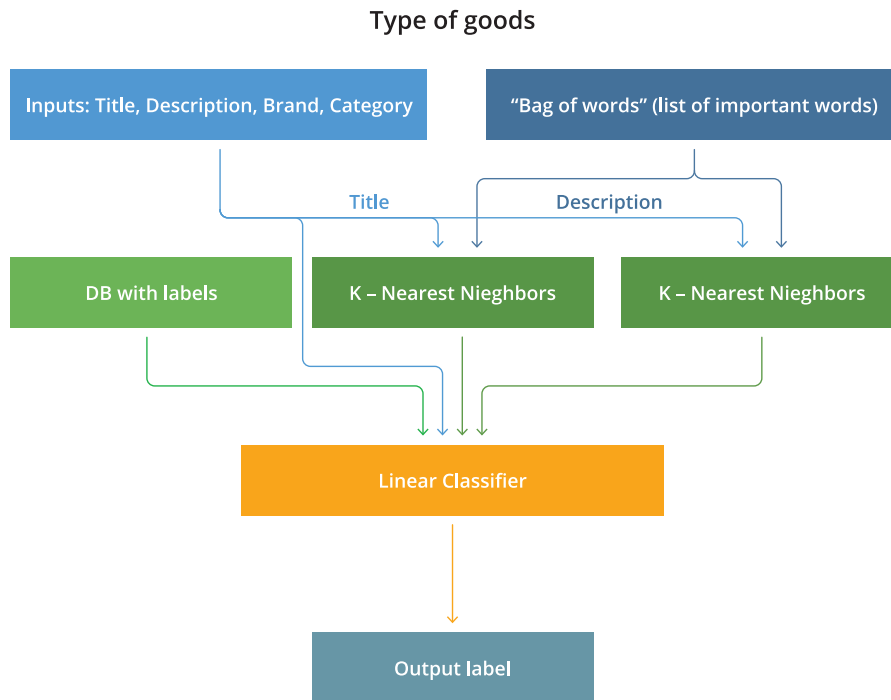 Type of goods
Inputs: Title, Description, Brand, Category
“Bag of words” (list of important words)
Title
Description
DB with labels
K – Nearest Nieghbors
K – Nearest Nieghbors
Linear Classifier
Output label